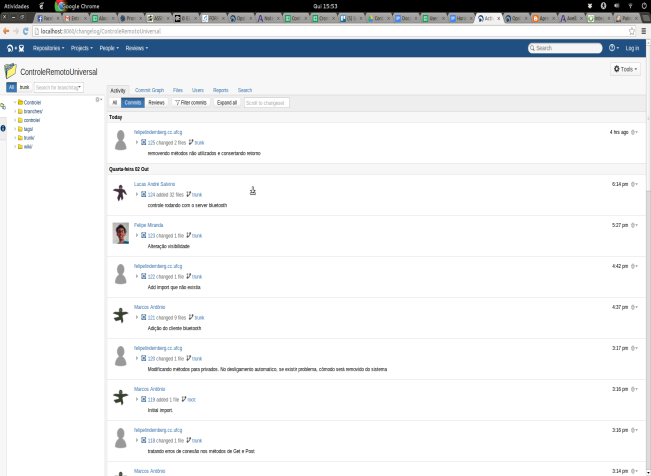 Atividades
Google Chrome
Qui 15:53
localhost:8060/changelog/ControleRemotoUniversal
Repositories
Projects
People
Reviews
Search
Log in
ControleRemotoUniversal
Tools
All
trunk
Search for branch/tag
Activity
Commit Graph
Files
Users
Reports
Search
Controle/
branches/
controle/
tags/
trunk/
wiki/
All
Commits
Reviews
Filter commits
Expand all
Scroll to changeset
Today
felipelindemberg.cc.ufcg
4 hrs ago
125 changed 2 files trunk
removendo métodos não utilizados e consertando retorno
Quarta-feira 02 Out
Lucas André
6:14 pm
124 added 32 files trunk
controle rodando com o server bluetooth
Felipe Miranda
5:27 pm
123 changed 1 file trunk
Alteração visibilidade
felipelindemberg.cc.ufcg
4:42 pm
122 changed 1 file trunk
Add import que não existia
Marcos Antônio
4:37 pm
121 changed 9 files trunk
Adição do cliente bluetooth
felipelindemberg.cc.ufcg
3:17 pm
120 changed 1 file trunk
Modificando métodos para privados. No desligamento automatico, se existir problema, cômodo será removido do sistema
Marcos Antônio
3:16 pm
119 added 1 file root
Initial import.
felipelindemberg.cc.ufcg
3:16 pm
118 changed 1 file trunk
tratando erros de conexão nos métodos de Get e Post
Marcos Antônio
3:14 pm